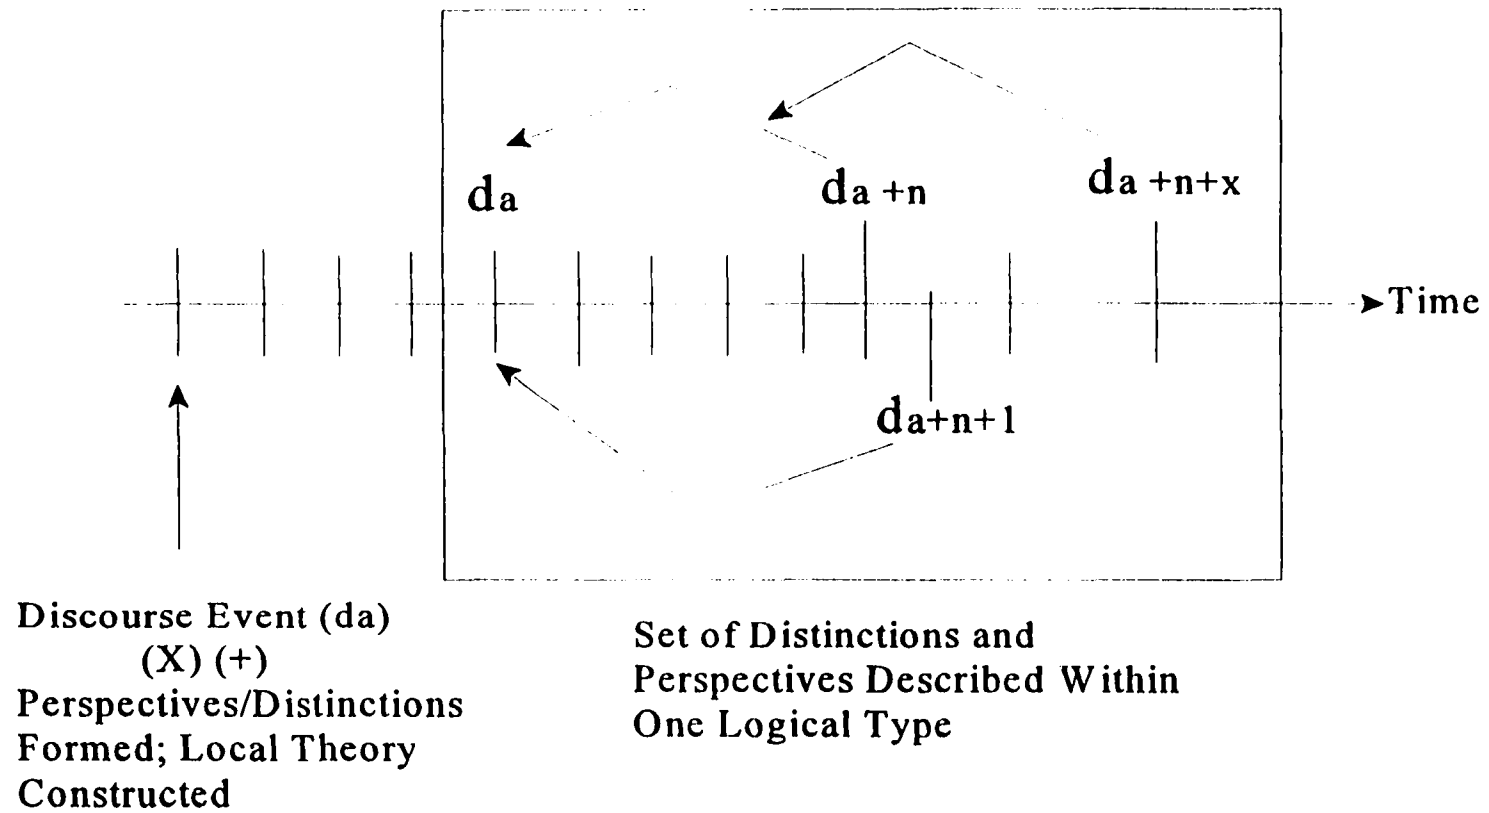 da
da +n
da +n+x
Time
da+n+1
Discourse Event (da)
(X) (+)
Perspectives/Distinctions
Formed; Local Theory
Constructed
Set of Distinctions and
Perspectives Described Within
One Logical Type